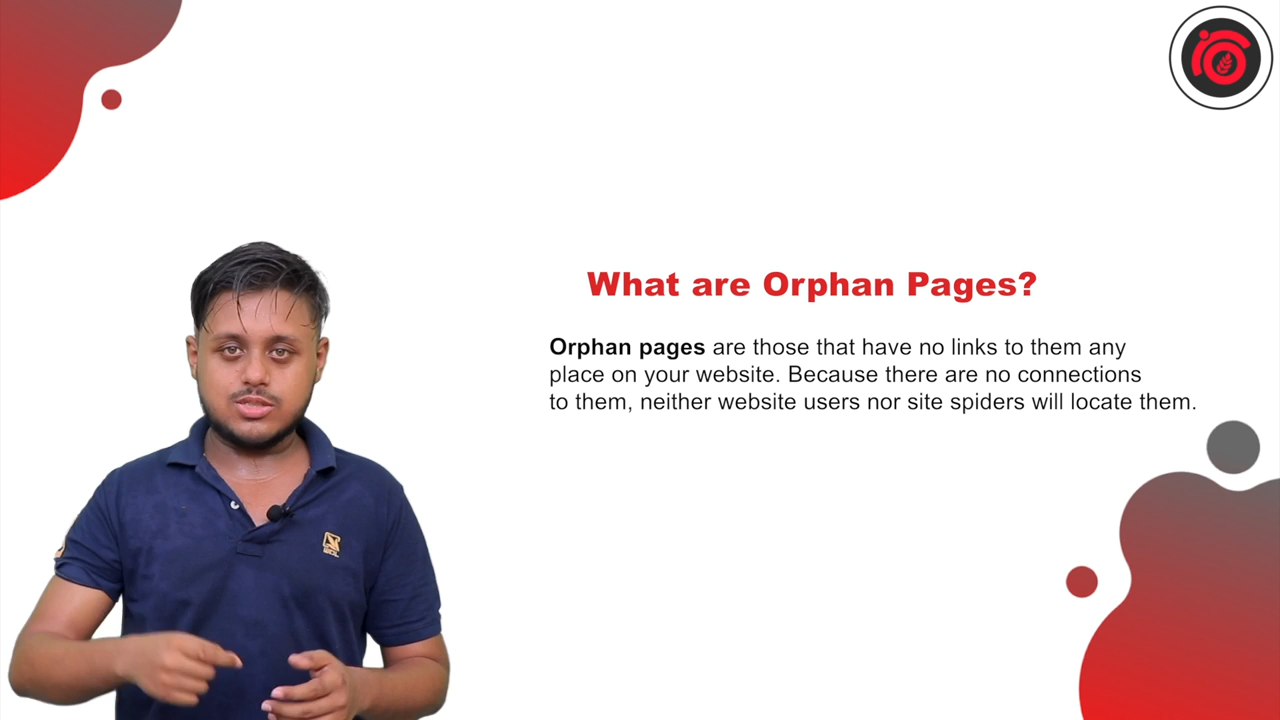 What are Orphan Pages?
Orphan pages are those that have no links to them any
place on your website. Because there are no connections
to them, neither website users nor site spiders will locate them.